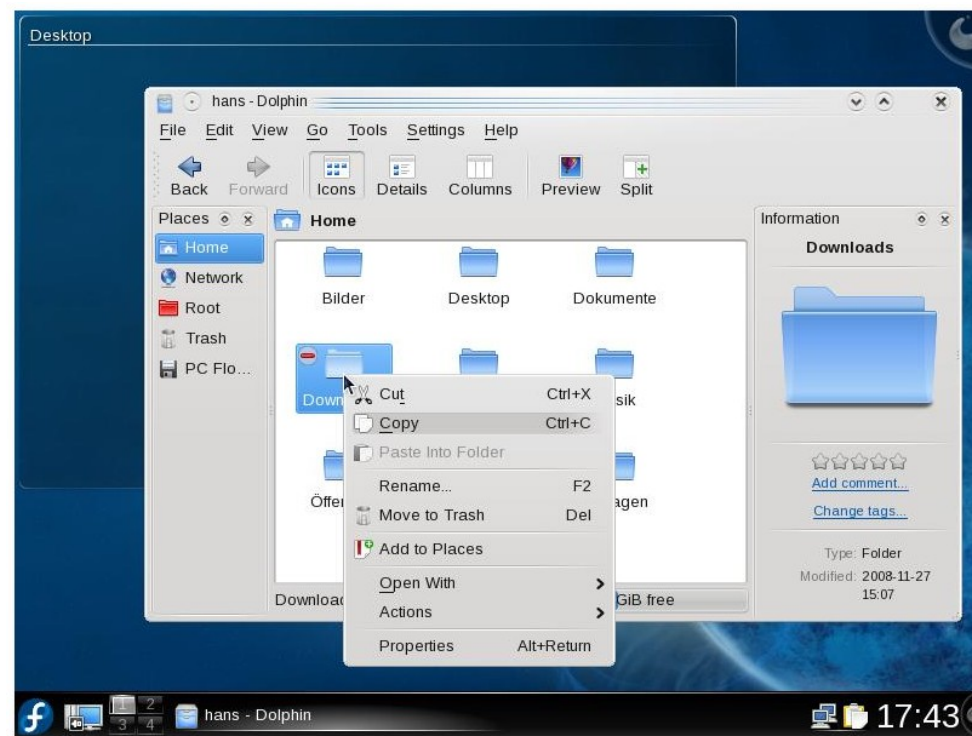 Desktop
hans - Dolphin
File Edit View Go Tools Settings Help
Back Forward Icons Details Columns Preview Split
Places
Home
Network
Root
Trash
PC Flo...
Home
Bilder Desktop Dokumente
Down
sik
Öffe
agen
Cut Ctrl+X
Copy Ctrl+C
Paste Into Folder
Rename... F2
Move to Trash Del
Add to Places
Open With
Actions
Properties Alt+Return
Downloa
GiB free
Information
Downloads
Add comment...
Change tags...
Type: Folder
Modified: 2008-11-27
15:07
1 2
3 4
hans - Dolphin
17:43